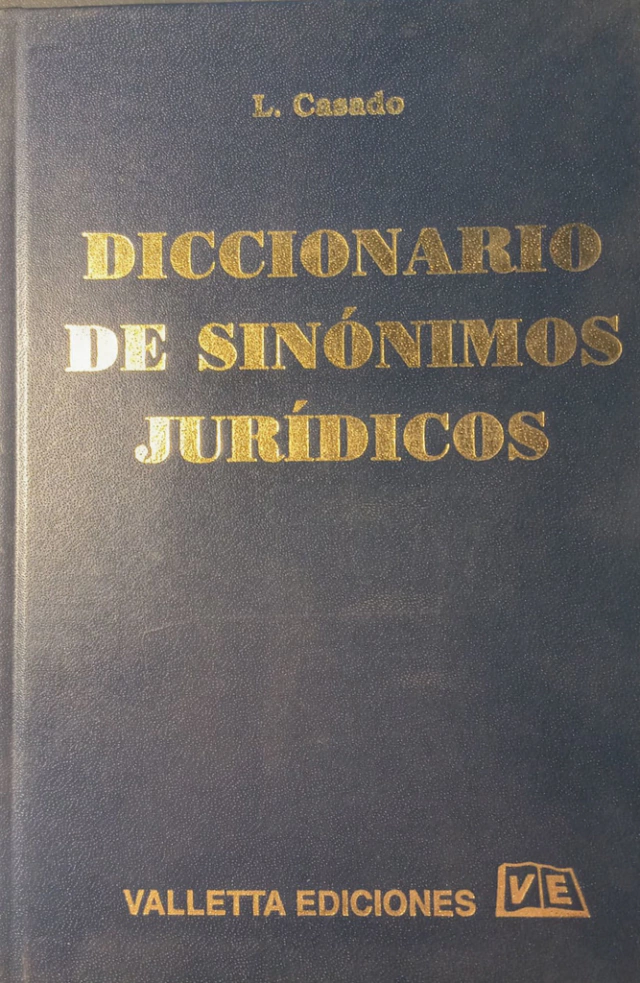 L. Casado
DICCIONARIO
DE SINÓNIMOS
JURÍDICOS
VALLETTA EDICIONES VE